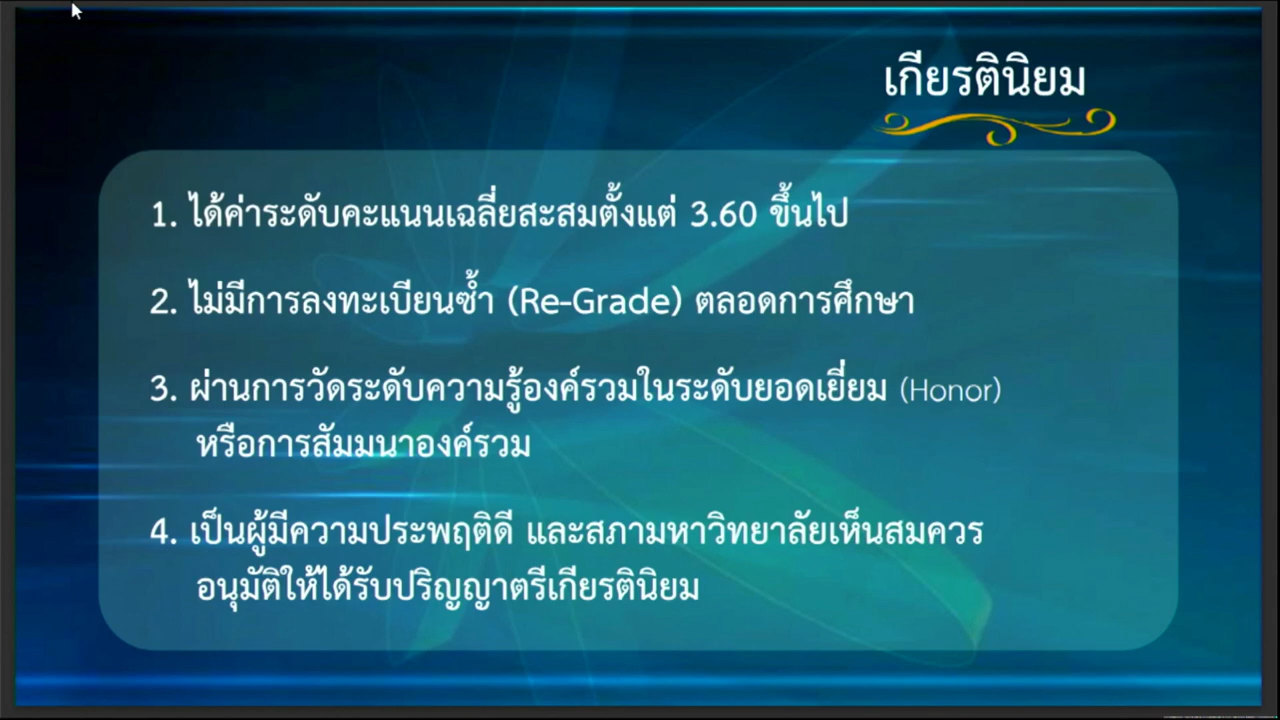 เกียรตินิยม
1. ได้ค่าระดับคะแนนเฉลี่ยสะสมตั้งแต่ 3.60 ขึ้นไป
2. ไม่มีการลงทะเบียนซ้ำ (Re-Grade) ตลอดการศึกษา
3. ผ่านการวัดระดับความรู้องค์รวมในระดับยอดเยี่ยม (Honor)
หรือการสัมมนาองค์รวม
4. เป็นผู้มีความประพฤติดี และสภามหาวิทยาลัยเห็นสมควร
อนุมัติให้ได้รับปริญญาตรีเกียรตินิยม